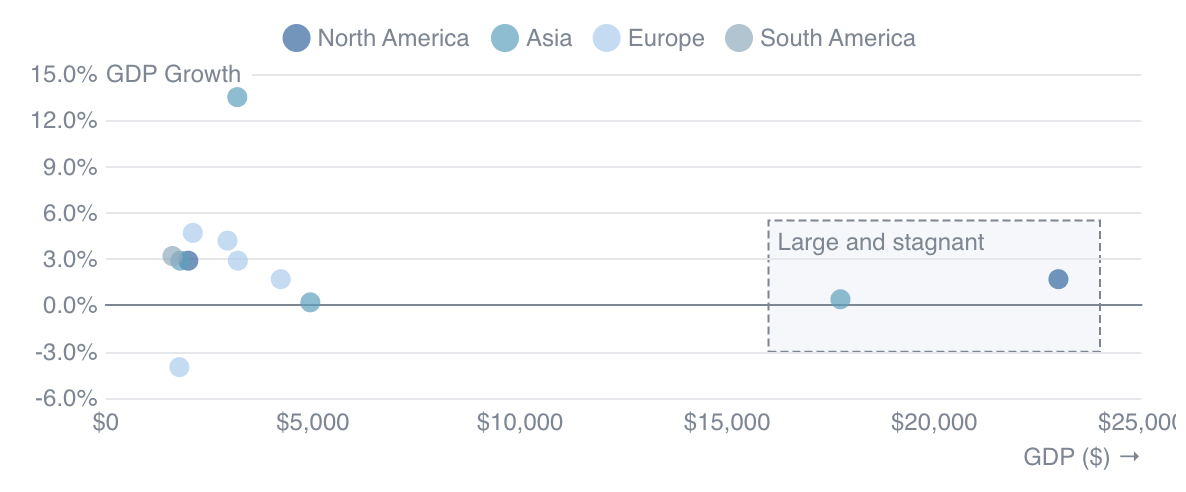 North America Asia Europe South America
15.0% GDP Growth
12.0%
9.0%
6.0%
Large and stagnant
3.0%
0.0%
-3.0%
-6.0%
$0 $5,000 $10,000 $15,000 $20,000 $25,000
GDP ($) →